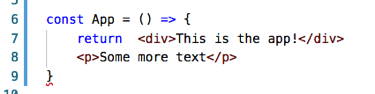 6 const App = () => {
7 return <div>This is the app!</div>
8 <p>Some more text</p>
9 }